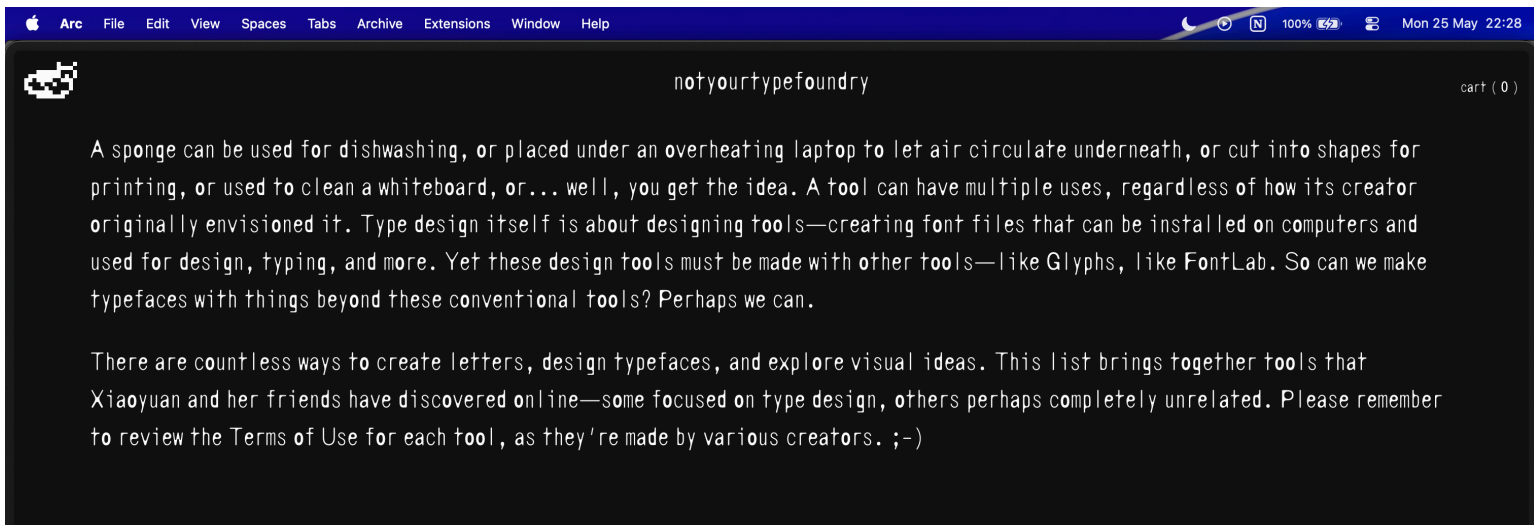 Arc File Edit View Spaces Tabs Archive Extensions Window Help N 100% Mon 25 May 22:28
notyourtypefoundry
cart ( 0 )
A sponge can be used for dishwashing, or placed under an overheating laptop to let air circulate underneath, or cut into shapes for
printing, or used to clean a whiteboard, or... well, you get the idea. A tool can have multiple uses, regardless of how its creator
originally envisioned it. Type design itself is about designing tools—creating font files that can be installed on computers and
used for design, typing, and more. Yet these design tools must be made with other tools—like Glyphs, like FontLab. So can we make
typefaces with things beyond these conventional tools? Perhaps we can.
There are countless ways to create letters, design typefaces, and explore visual ideas. This list brings together tools that
Xiaoyuan and her friends have discovered online—some focused on type design, others perhaps completely unrelated. Please remember
to review the Terms of Use for each tool, as they're made by various creators. ;-)